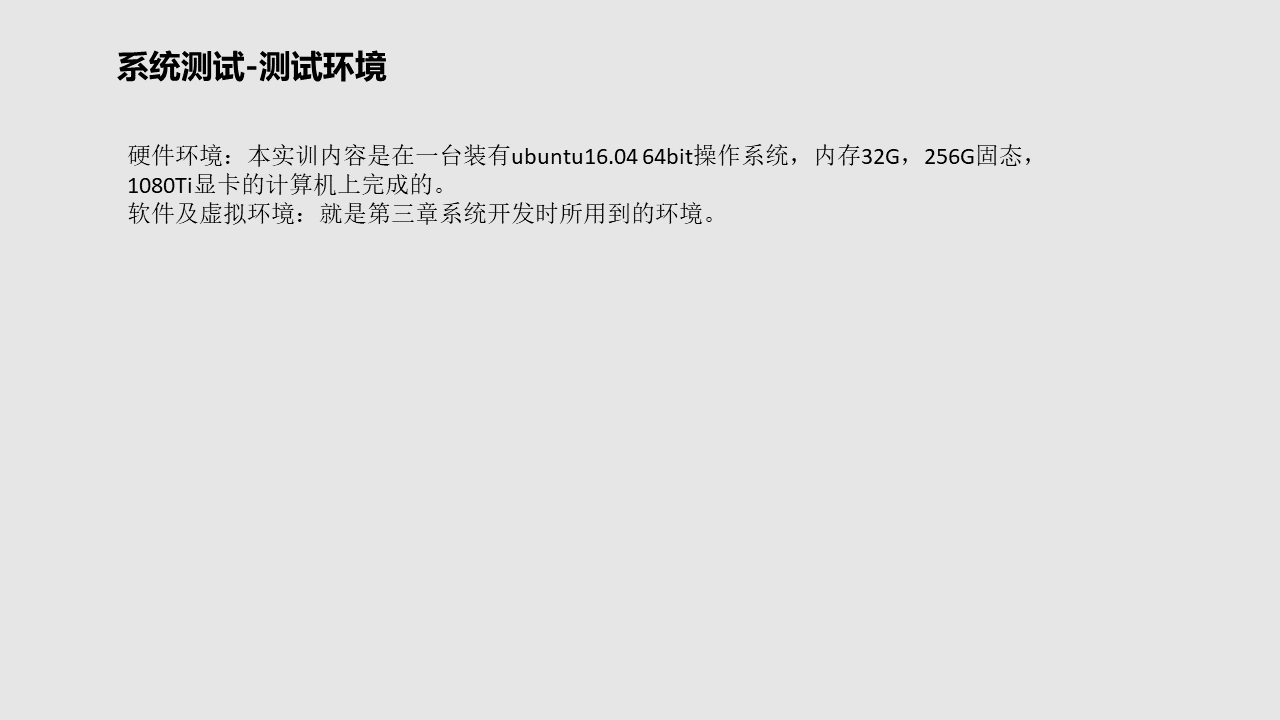 系统测试-测试环境
硬件环境：本实训内容是在一台装有ubuntu16.04 64bit操作系统，内存32G，256G固态，
1080Ti显卡的计算机上完成的。
软件及虚拟环境：就是第三章系统开发时所用到的环境。